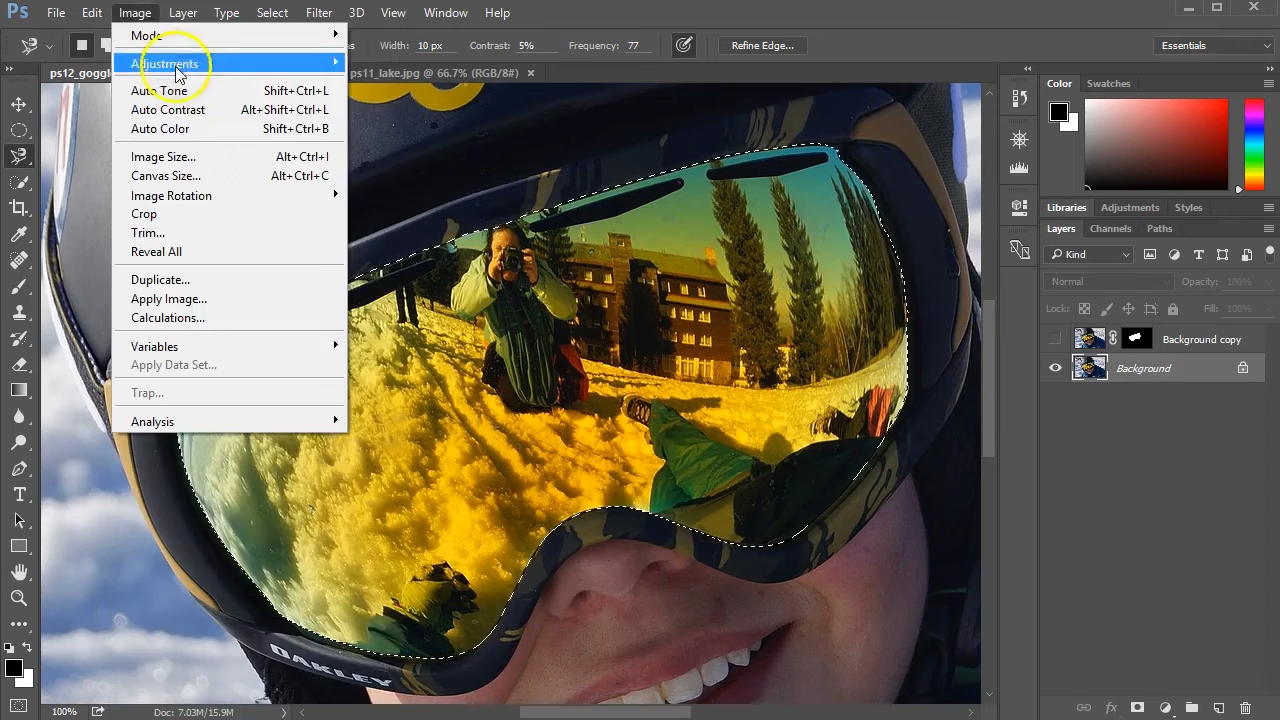 Ps File Edit Image Layer Type Select Filter 3D View Window Help
Width: 10 px Contrast: 5% Frequency: 77 Refine Edge... Essentials
ps12_goggl ps11_lake.jpg @ 66.7% (RGB/8#) ×
Mode
Adjustments
Auto Tone Shift+Ctrl+L
Auto Contrast Alt+Shift+Ctrl+L
Auto Color Shift+Ctrl+B
Image Size... Alt+Ctrl+I
Canvas Size... Alt+Ctrl+C
Image Rotation
Crop
Trim...
Reveal All
Duplicate...
Apply Image...
Calculations...
Variables
Apply Data Set...
Trap...
Analysis
Color Swatches
Libraries Adjustments Styles
Layers Channels Paths
Kind
Normal Opacity: 100%
Lock: Fill: 100%
Background copy
Background
OAKLEY
100% Doc: 7.03M/15.9M